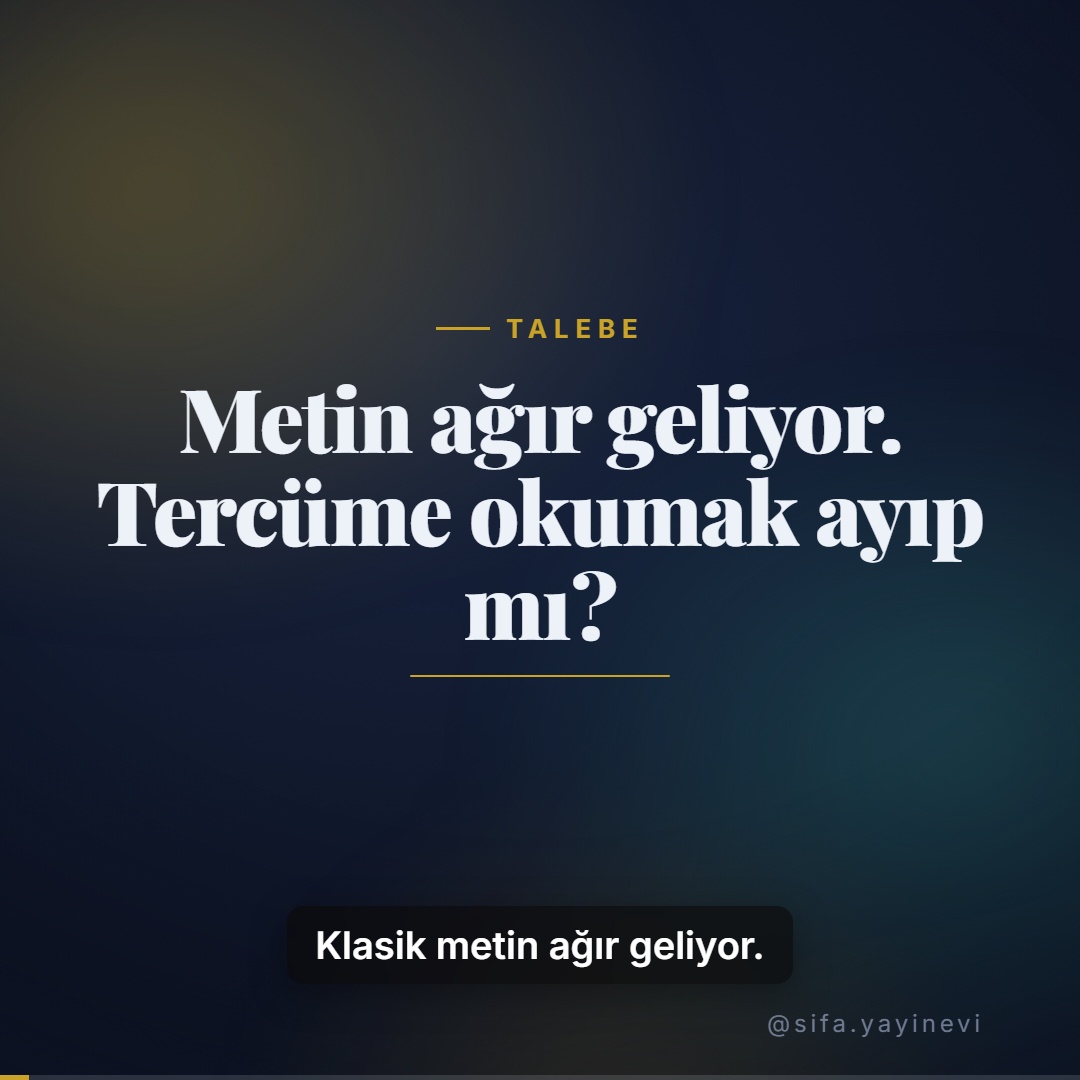 TALEBE
Metin ağır geliyor.
Tercüme okumak ayıp
mı?
Klasik metin ağır geliyor.
@sifa.yayinevi